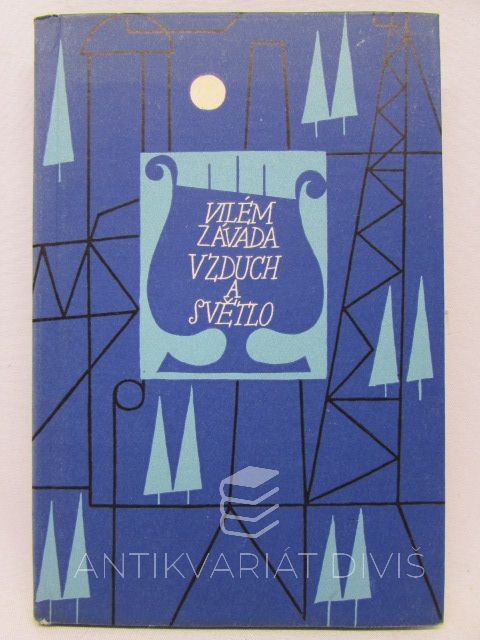 VILÉM
ZÁVADA
VZDUCH
A
SVĚTLO
ANTIKVARIÁT DIVIŠ